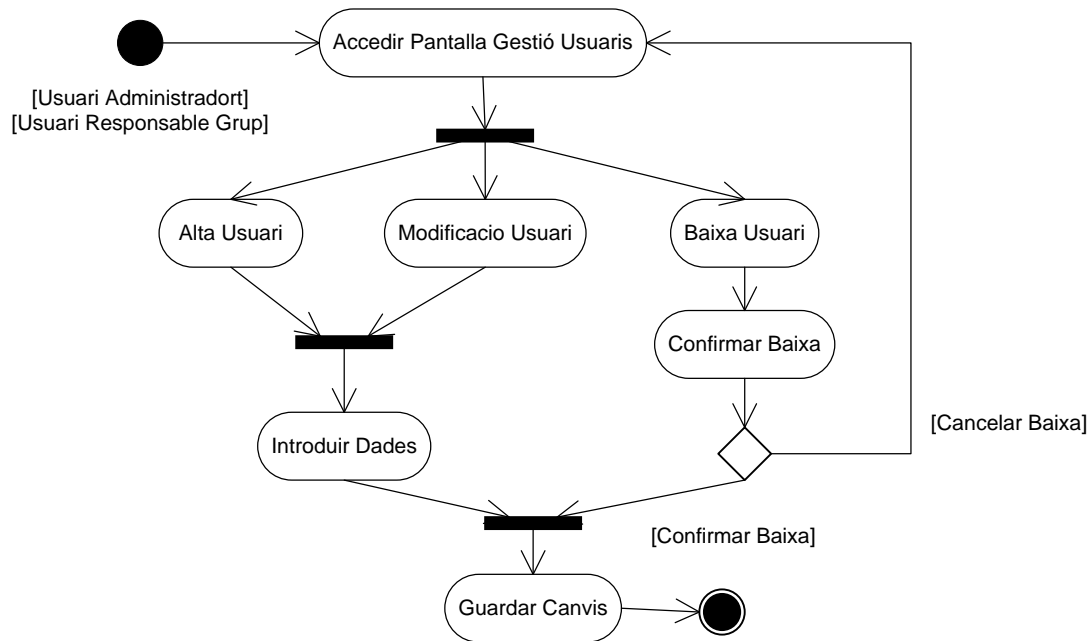 Accedir Pantalla Gestió Usuaris
[Usuari Administradort]
[Usuari Responsable Grup]
Alta Usuari
Modificacio Usuari
Baixa Usuari
Confirmar Baixa
Introduir Dades
[Cancelar Baixa]
[Confirmar Baixa]
Guardar Canvis